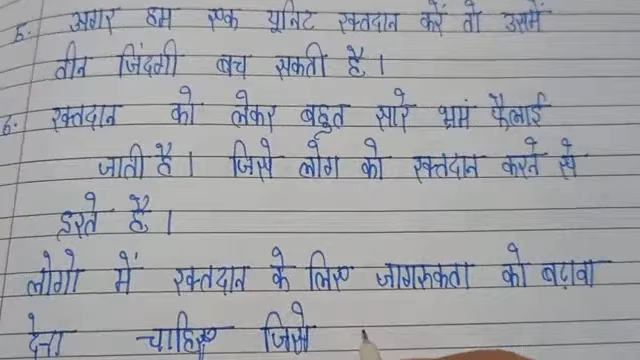 5. अगर हम एक यूनिट रक्तदान करें तो उसमें
तीन जिंदगी बच सकती है ।
6. रक्तदान को लेकर बहुत सारे भ्रम फैलाई
जाती है । जिसे लोग को रक्तदान करने से
डरते है ।
लोगो में रक्तदान के लिए जागरुकता को बढ़ावा
देना चाहिए जिसे